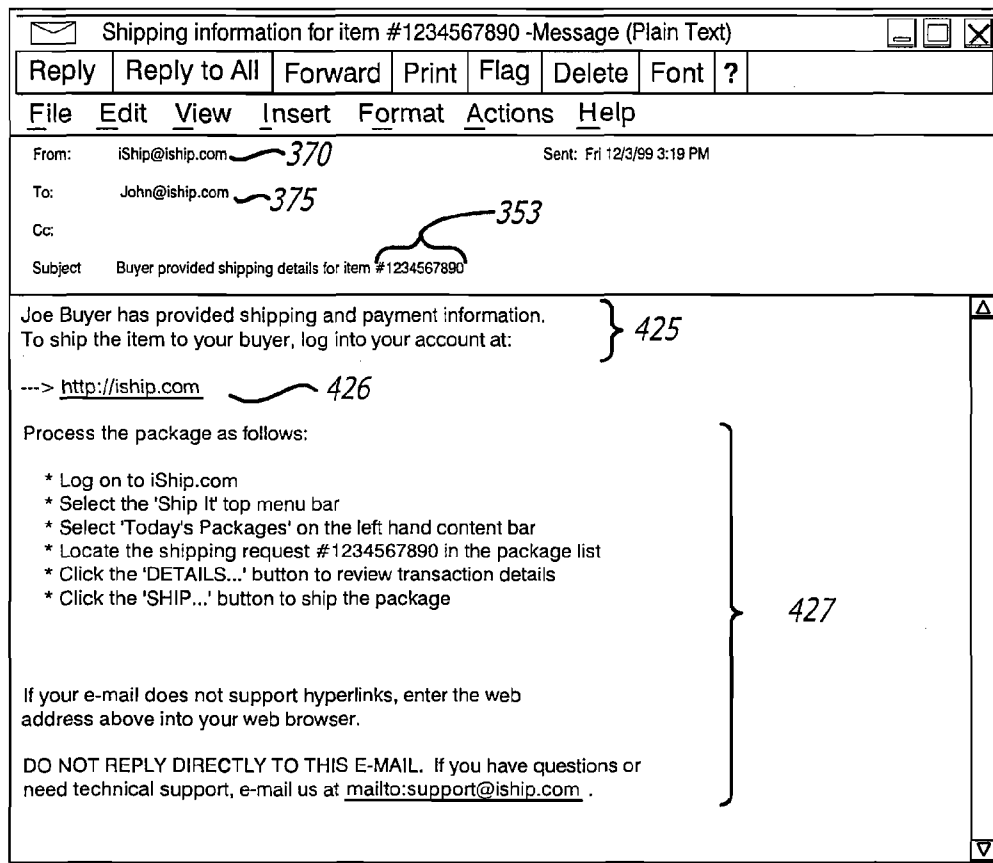 Shipping information for item #1234567890 -Message (Plain Text)
Reply Reply to All Forward Print Flag Delete Font ?
File Edit View Insert Format Actions Help
From: iShip@iship.com 370 Sent: Fri 12/3/99 3:19 PM
To: John@iship.com 375
353
Cc:
Subject Buyer provided shipping details for item #1234567890
Joe Buyer has provided shipping and payment information.
To ship the item to your buyer, log into your account at:
425
---> http://iship.com 426
Process the package as follows:
* Log on to iShip.com
* Select the 'Ship It' top menu bar
* Select 'Today's Packages' on the left hand content bar
* Locate the shipping request #1234567890 in the package list
* Click the 'DETAILS...' button to review transaction details
* Click the 'SHIP...' button to ship the package
427
If your e-mail does not support hyperlinks, enter the web
address above into your web browser.
DO NOT REPLY DIRECTLY TO THIS E-MAIL. If you have questions or
need technical support, e-mail us at mailto:support@iship.com .